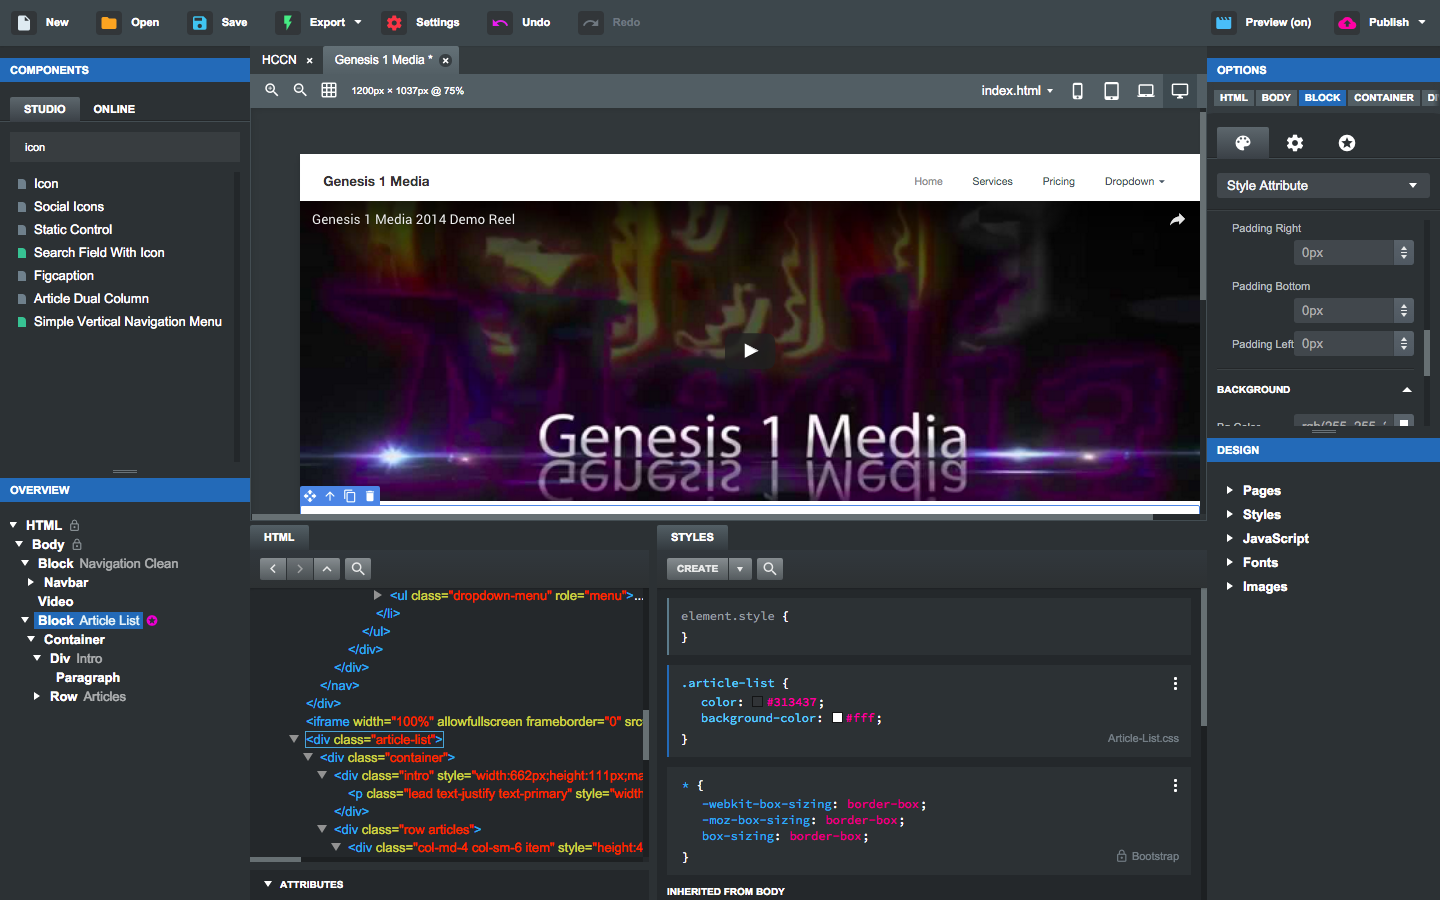 New
Open
Save
Export
Settings
Undo
Redo
Preview (on)
Publish
COMPONENTS
STUDIO
ONLINE
icon
Icon
Social Icons
Static Control
Search Field With Icon
Figcaption
Article Dual Column
Simple Vertical Navigation Menu
OVERVIEW
HTML
Body
Block Navigation Clean
Navbar
Video
Block Article List
Container
Div Intro
Paragraph
Row Articles
HCCN ×
Genesis 1 Media * ×
1200px × 1037px @ 75%
index.html
Genesis 1 Media
Home
Services
Pricing
Dropdown
Genesis 1 Media 2014 Demo Reel
Genesis 1 Media
HTML
<ul class="dropdown-menu" role="menu">...
</li>
</ul>
</div>
</div>
</nav>
</div>
<iframe width="100%" allowfullscreen frameborder="0" src
<div class="article-list">
<div class="container">
<div class="intro" style="width:662px;height:111px;ma
<p class="lead text-justify text-primary" style="width
</div>
<div class="row articles">
<div class="col-md-4 col-sm-6 item" style="height:4
ATTRIBUTES
STYLES
CREATE
element.style {
}
.article-list {
color: #313437;
background-color: #fff;
}
Article-List.css
* {
-webkit-box-sizing: border-box;
-moz-box-sizing: border-box;
box-sizing: border-box;
}
Bootstrap
INHERITED FROM BODY
OPTIONS
HTML
BODY
BLOCK
CONTAINER
Style Attribute
Padding Right
0px
Padding Bottom
0px
Padding Left
0px
BACKGROUND
Bg Color
DESIGN
Pages
Styles
JavaScript
Fonts
Images